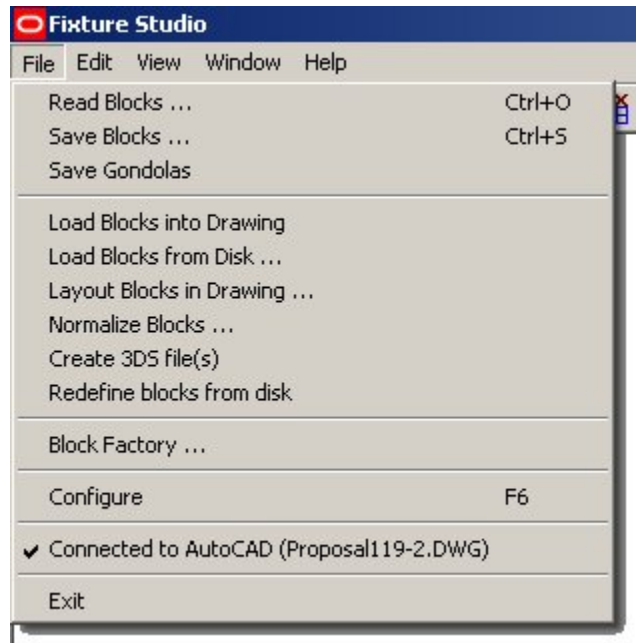 Fixture Studio
File Edit View Window Help
Read Blocks ... Ctrl+O
Save Blocks ... Ctrl+S
Save Gondolas
Load Blocks into Drawing
Load Blocks from Disk ...
Layout Blocks in Drawing ...
Normalize Blocks ...
Create 3DS file(s)
Redefine blocks from disk
Block Factory ...
Configure F6
Connected to AutoCAD (Proposal119-2.DWG)
Exit